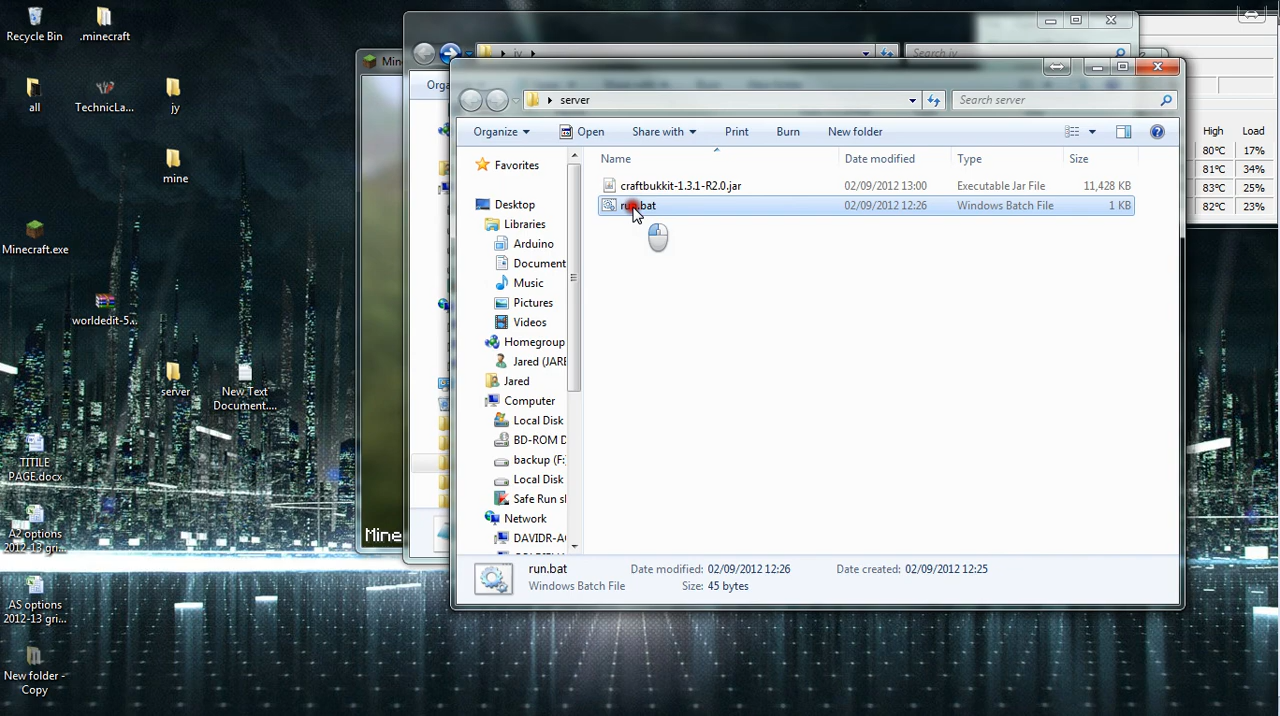 Recycle Bin
.minecraft
all
TechnicLa...
jy
mine
Minecraft.exe
worldedit-5...
server
New Text
Document....
TITILE
PAGE.docx
A2 options
2012-13 gri...
AS options
2012-13 gri...
New folder -
Copy
Min
Mine
jy
Search jy
Orga
server
Search server
Organize
Open
Share with
Print
Burn
New folder
Name
Date modified
Type
Size
craftbukkit-1.3.1-R2.0.jar
02/09/2012 13:00
Executable Jar File
11,428 KB
run.bat
02/09/2012 12:26
Windows Batch File
1 KB
Favorites
Desktop
Libraries
Arduino
Document
Music
Pictures
Videos
Homegroup
Jared (JARE
Jared
Computer
Local Disk
BD-ROM D
backup (F:
Local Disk
Safe Run sl
Network
DAVIDR-A
run.bat
Date modified: 02/09/2012 12:26
Date created: 02/09/2012 12:25
Windows Batch File
Size: 45 bytes
High
Load
80°C
17%
81°C
34%
83°C
25%
82°C
23%